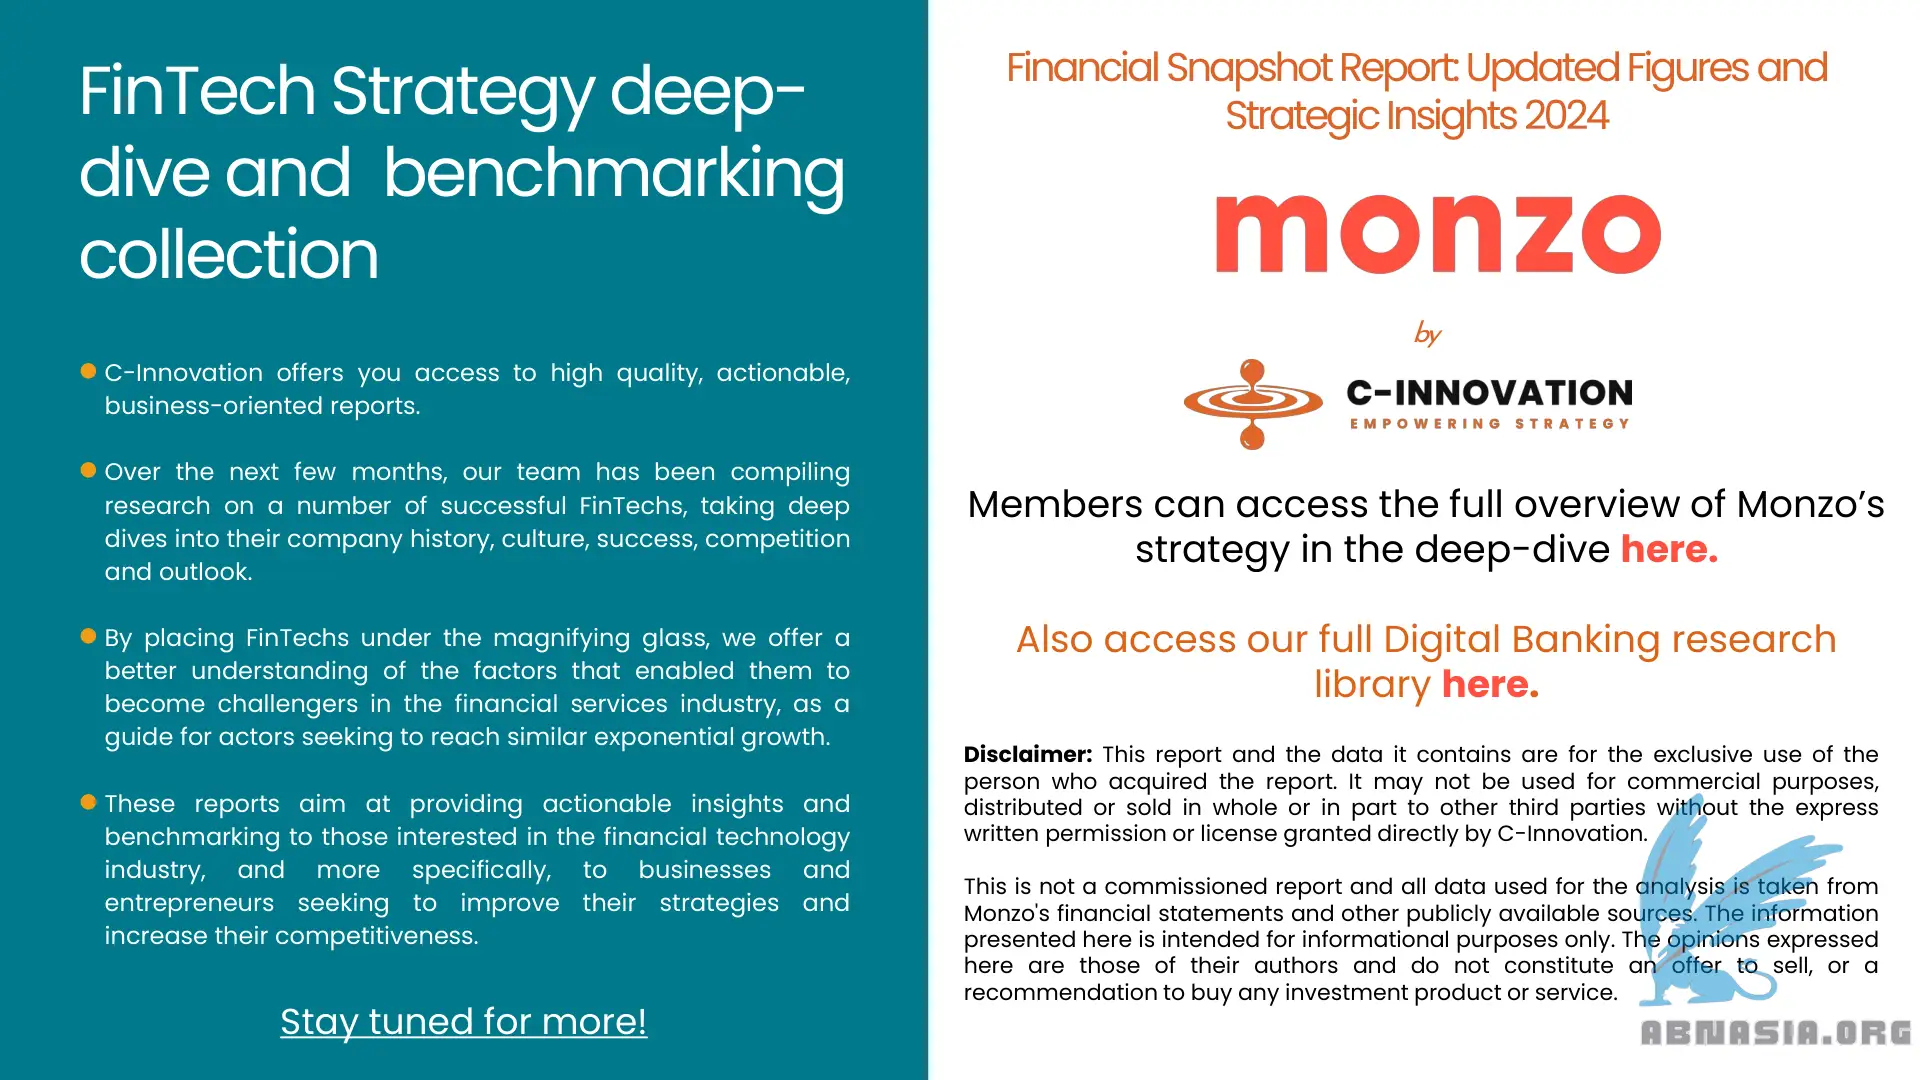 FinTech Strategy deep-
dive and benchmarking
collection
C-Innovation offers you access to high quality, actionable,
business-oriented reports.
Over the next few months, our team has been compiling
research on a number of successful FinTechs, taking deep
dives into their company history, culture, success, competition
and outlook.
By placing FinTechs under the magnifying glass, we offer a
better understanding of the factors that enabled them to
become challengers in the financial services industry, as a
guide for actors seeking to reach similar exponential growth.
These reports aim at providing actionable insights and
benchmarking to those interested in the financial technology
industry, and more specifically, to businesses and
entrepreneurs seeking to improve their strategies and
increase their competitiveness.
Stay tuned for more!
Financial Snapshot Report: Updated Figures and
Strategic Insights 2024
monzo
by
C-INNOVATION
EMPOWERING STRATEGY
Members can access the full overview of Monzo’s
strategy in the deep-dive here.
Also access our full Digital Banking research
library here.
Disclaimer: This report and the data it contains are for the exclusive use of the
person who acquired the report. It may not be used for commercial purposes,
distributed or sold in whole or in part to other third parties without the express
written permission or license granted directly by C-Innovation.
This is not a commissioned report and all data used for the analysis is taken from
Monzo's financial statements and other publicly available sources. The information
presented here is intended for informational purposes only. The opinions expressed
here are those of their authors and do not constitute an offer to sell, or a
recommendation to buy any investment product or service.
ABNASIA.ORG